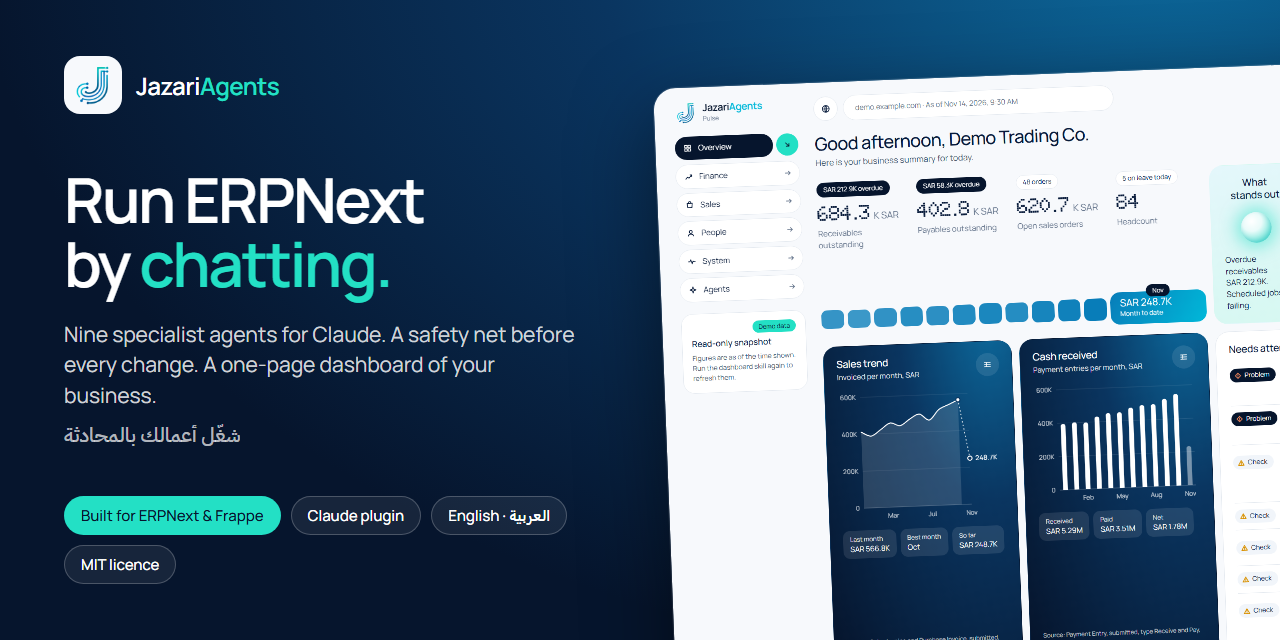 JazariAgents
Run ERPNext
by chatting.
Nine specialist agents for Claude. A safety net before
every change. A one-page dashboard of your
business.
شغّل أعمالك بالمحادثة
Built for ERPNext & Frappe
Claude plugin
English · العربية
MIT licence
JazariAgents
Pulse
demo.example.com · As of Nov 14, 2026, 9:30 AM
Overview
Finance
Sales
People
System
Agents
Demo data
Read-only snapshot
Figures are as of the time shown.
Run the dashboard skill again to
refresh them.
Good afternoon, Demo Trading Co.
Here is your business summary for today.
SAR 212.9K overdue
684.3 K SAR
Receivables
outstanding
SAR 58.3K overdue
402.8 K SAR
Payables outstanding
48 orders
620.7 K SAR
Open sales orders
5 on leave today
84
Headcount
What
stands out
Overdue
receivables
SAR 212.9K.
Scheduled jobs
failing.
Nov
SAR 248.7K
Month to date
Sales trend
Invoiced per month, SAR
600K
400K
200K
0
248.7K
Mar Jul Nov
Last month
SAR 566.8K
Best month
Oct
So far
SAR 248.7K
Cash received
Payment entries per month, SAR
600K
400K
200K
0
Feb May Aug Nov
Received
SAR 5.29M
Paid
SAR 3.51M
Net
SAR 1.78M
Source: Payment Entry, submitted, type Receive and Pay,
Needs
Problem
Problem
Check
Check
Check
Check
Check